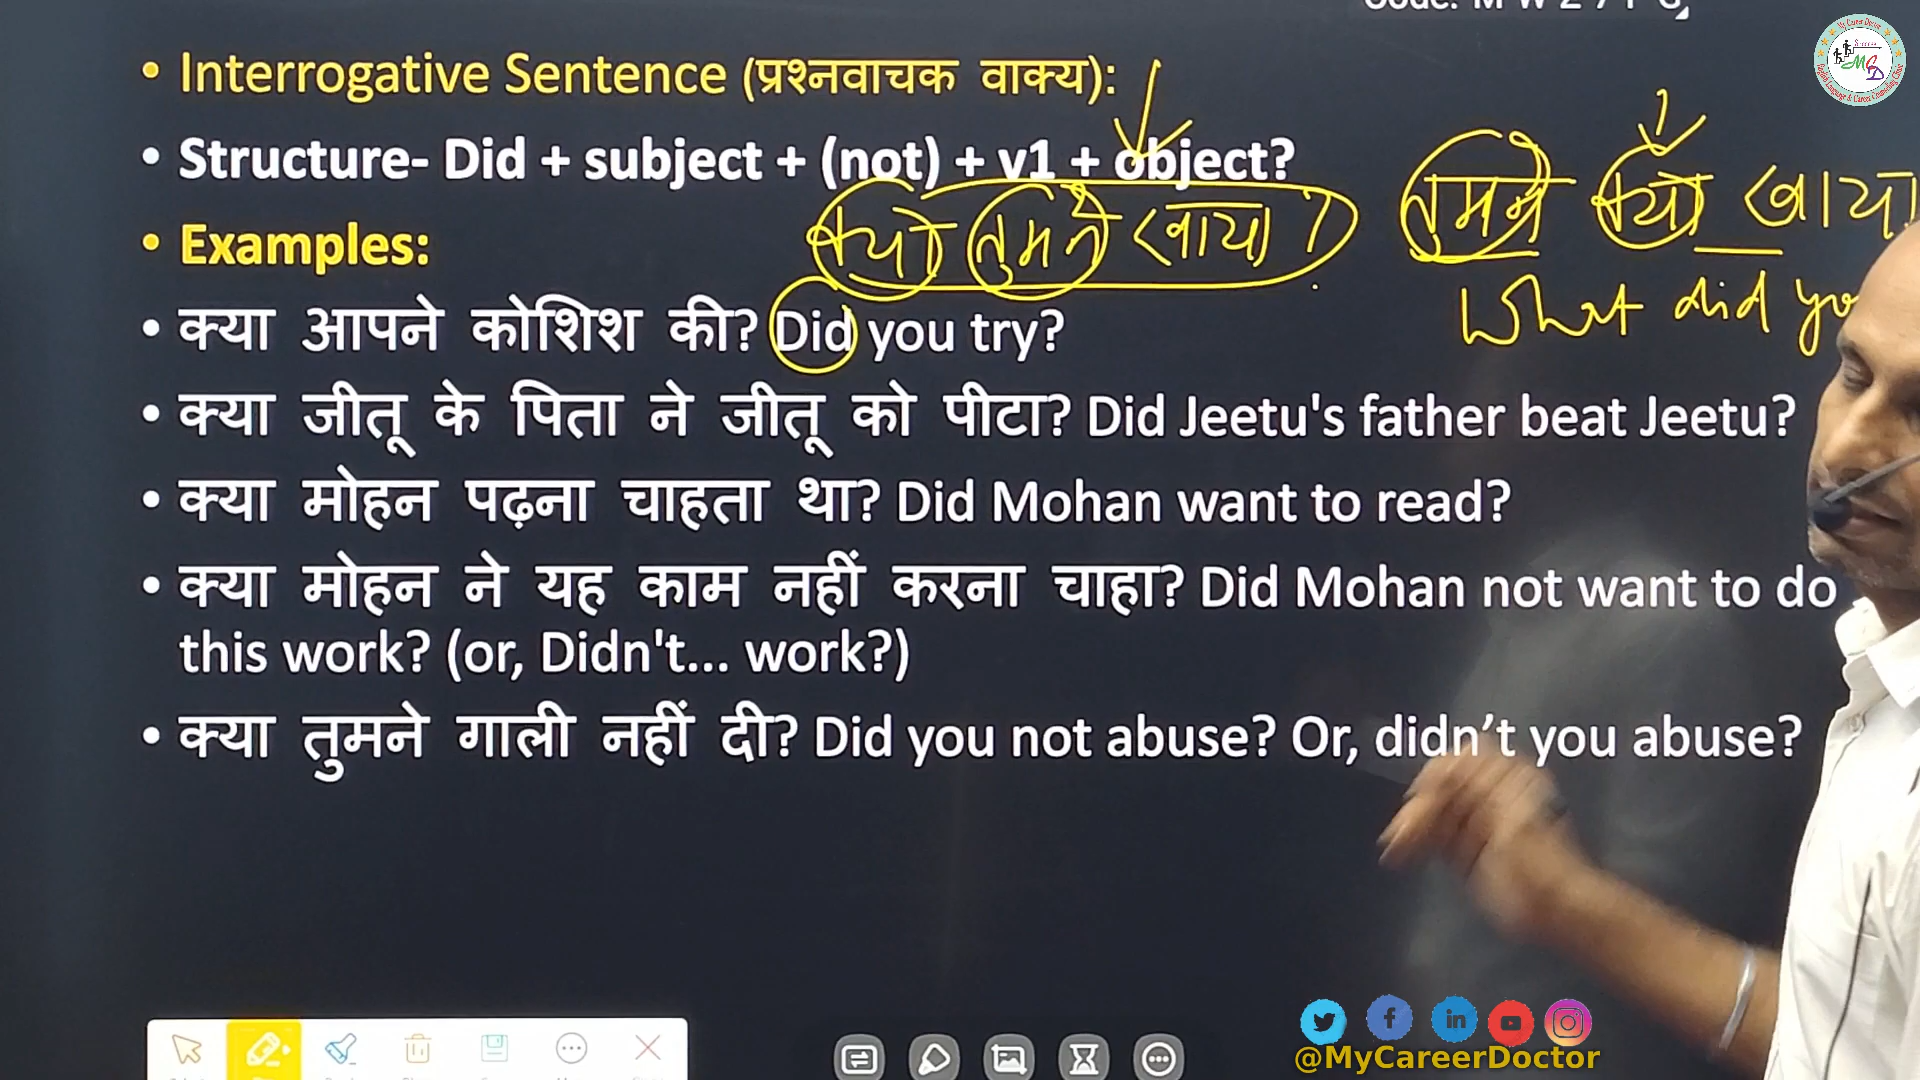 Interrogative Sentence (प्रश्नवाचक वाक्य):
Structure- Did + subject + (not) + v1 + object?
क्या तुमने खाया ?
तुमने क्या खाया
What did you
Examples:
क्या आपने कोशिश की? Did you try?
क्या जीतू के पिता ने जीतू को पीटा? Did Jeetu's father beat Jeetu?
क्या मोहन पढ़ना चाहता था? Did Mohan want to read?
क्या मोहन ने यह काम नहीं करना चाहा? Did Mohan not want to do
this work? (or, Didn't... work?)
क्या तुमने गाली नहीं दी? Did you not abuse? Or, didn’t you abuse?
@MyCareerDoctor